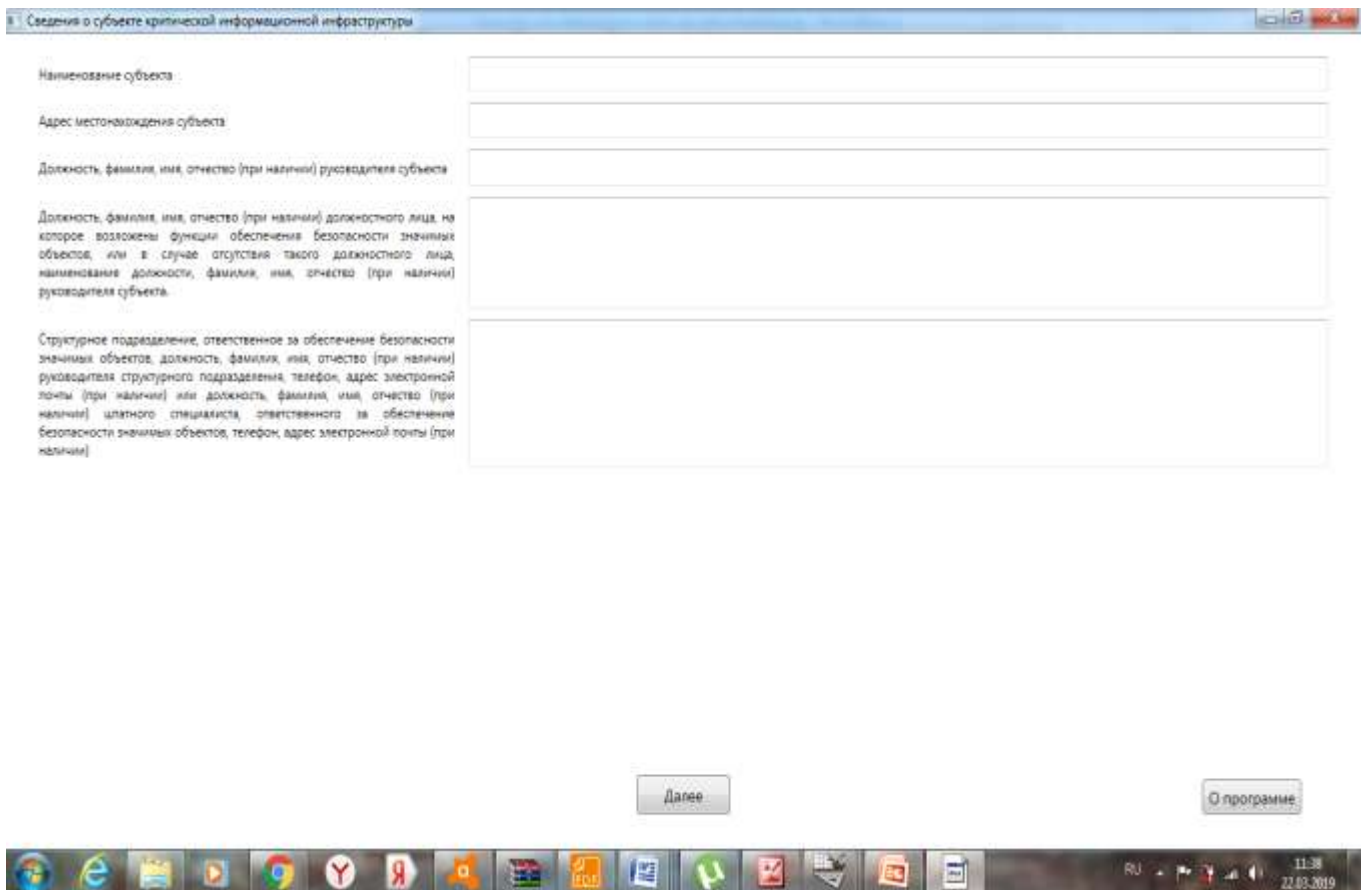 Сведения о субъекте критической информационной инфраструктуры
Наименование субъекта
Адрес местонахождения субъекта
Должность, фамилия, имя, отчество (при наличии) руководителя субъекта
Должность, фамилия, имя, отчество (при наличии) должностного лица, на
которое возложены функции обеспечения безопасности значимых
объектов, или в случае отсутствия такого должностного лица,
наименование должности, фамилия, имя, отчество (при наличии)
руководителя субъекта.
Структурное подразделение, ответственное за обеспечение безопасности
значимых объектов, должность, фамилия, имя, отчество (при наличии)
руководителя структурного подразделения, телефон, адрес электронной
почты (при наличии) или должность, фамилия, имя, отчество (при
наличии) штатного специалиста, ответственного за обеспечение
безопасности значимых объектов, телефон, адрес электронной почты (при
наличии)
Далее
О программе
RU
11:38
22.03.2019